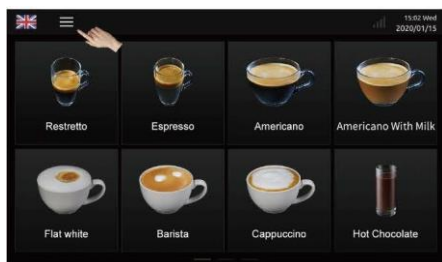 15:02 Wed
2020/01/15
Restretto
Espresso
Americano
Americano With Milk
Flat white
Barista
Cappuccino
Hot Chocolate